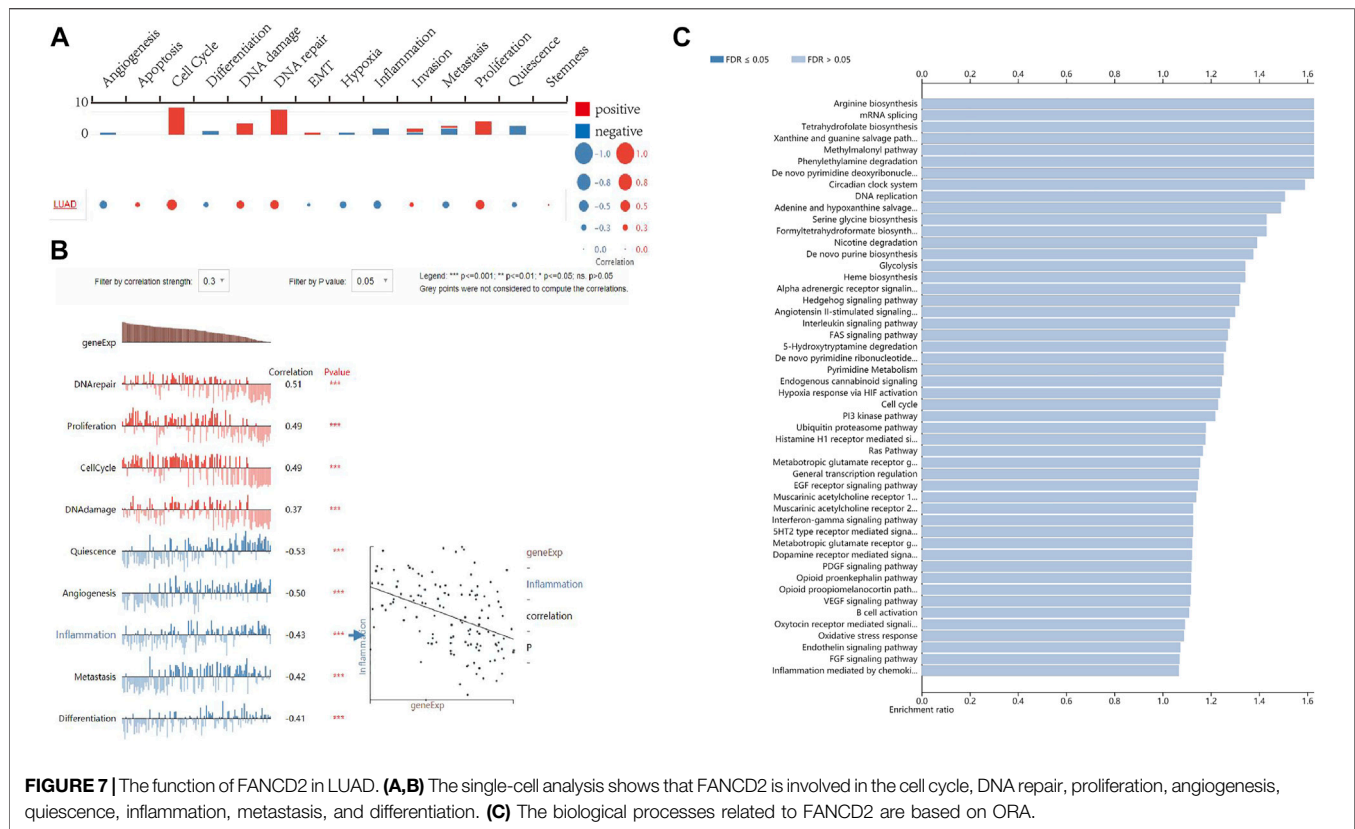 A
Angiogenesis
Apoptosis
Cell Cycle
Differentiation
DNA damage
DNA repair
EMT
Hypoxia
Inflammation
Invasion
Metastasis
Proliferation
Quiescence
Stemness
10
0
positive
negative
-1.0 1.0
-0.8 0.8
-0.5 0.5
-0.3 0.3
0.0 0.0
Correlation
LUAD
B
Filter by correlation strength: 0.3
Filter by P value: 0.05
Legend: *** p<=0.001; ** p<=0.01; * p<=0.05; ns. p>0.05
Grey points were not considered to compute the correlations.
geneExp
Correlation Pvalue
DNArepair 0.51 ***
Proliferation 0.49 ***
CellCycle 0.49 ***
DNAdamage 0.37 ***
Quiescence -0.53 ***
Angiogenesis -0.50 ***
Inflammation -0.43 ***
Metastasis -0.42 ***
Differentiation -0.41 ***
Inflammation
geneExp
geneExp
-
Inflammation
-
correlation
-
P
-
C
FDR ≤ 0.05 FDR > 0.05
0.0 0.2 0.4 0.6 0.8 1.0 1.2 1.4 1.6
Arginine biosynthesis
mRNA splicing
Tetrahydrofolate biosynthesis
Xanthine and guanine salvage path...
Methylmalonyl pathway
Phenylethylamine degradation
De novo pyrimidine deoxyribonucle...
Circadian clock system
DNA replication
Adenine and hypoxanthine salvage...
Serine glycine biosynthesis
Formyltetrahydroformate biosynth...
Nicotine degradation
De novo purine biosynthesis
Glycolysis
Heme biosynthesis
Alpha adrenergic receptor signalin...
Hedgehog signaling pathway
Angiotensin II-stimulated signaling...
Interleukin signaling pathway
FAS signaling pathway
5-Hydroxytryptamine degradation
De novo pyrimidine ribonucleotide...
Pyrimidine Metabolism
Endogenous cannabinoid signaling
Hypoxia response via HIF activation
Cell cycle
PI3 kinase pathway
Ubiquitin proteasome pathway
Histamine H1 receptor mediated si...
Ras Pathway
Metabotropic glutamate receptor g...
General transcription regulation
EGF receptor signaling pathway
Muscarinic acetylcholine receptor 1...
Muscarinic acetylcholine receptor 2...
Interferon-gamma signaling pathway
5HT2 type receptor mediated signa...
Metabotropic glutamate receptor g...
Dopamine receptor mediated signa...
PDGF signaling pathway
Opioid proenkephalin pathway
Opioid proopiomelanocortin path...
VEGF signaling pathway
B cell activation
Oxytocin receptor mediated signali...
Oxidative stress response
Endothelin signaling pathway
FGF signaling pathway
Inflammation mediated by chemoki...
0.0 0.2 0.4 0.6 0.8 1.0 1.2 1.4 1.6
Enrichment ratio
FIGURE 7 | The function of FANCD2 in LUAD. (A,B) The single-cell analysis shows that FANCD2 is involved in the cell cycle, DNA repair, proliferation, angiogenesis,
quiescence, inflammation, metastasis, and differentiation. (C) The biological processes related to FANCD2 are based on ORA.